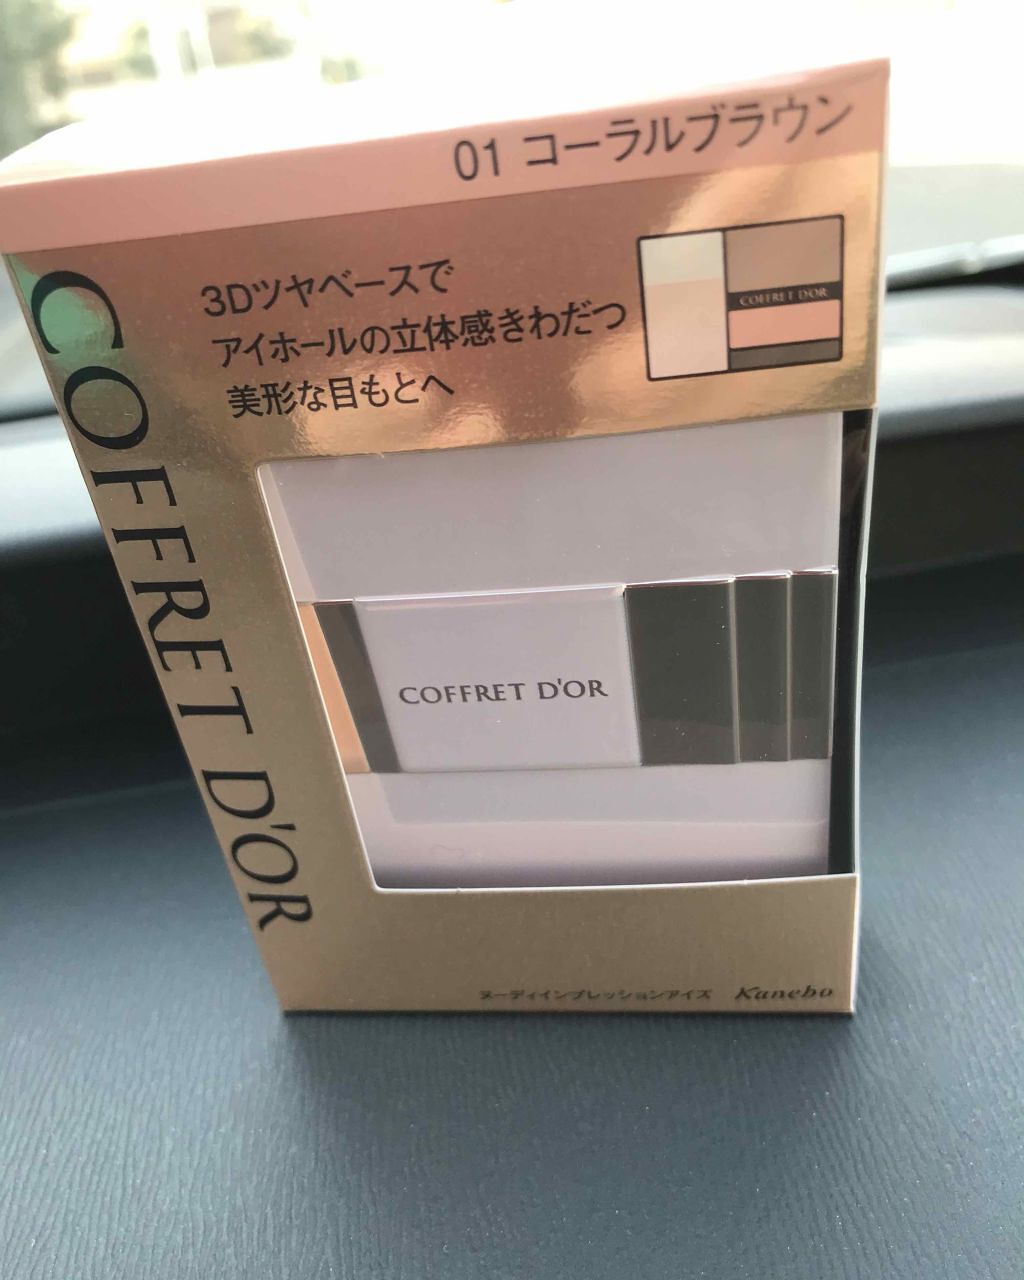 01 コーラルブラウン
3Dツヤベースで
アイホールの立体感きわだつ
美形な目もとへ
COFFRET D'OR
COFFRET D'OR
COFFRET D'OR
ヌーディインプレッションアイズ Kanebo